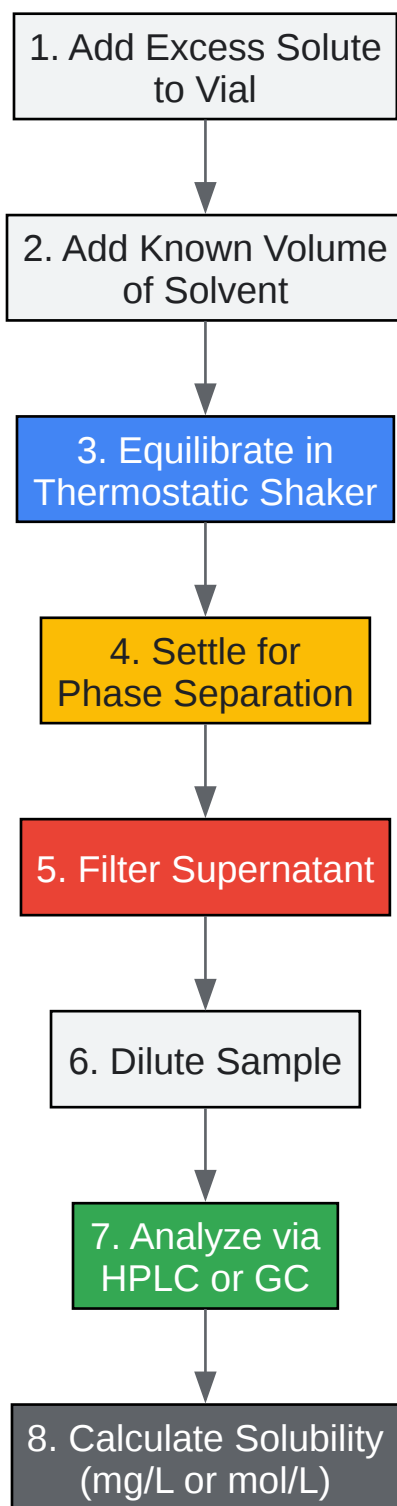 1. Add Excess Solute
to Vial
2. Add Known Volume
of Solvent
3. Equilibrate in
Thermostatic Shaker
4. Settle for
Phase Separation
5. Filter Supernatant
6. Dilute Sample
7. Analyze via
HPLC or GC
8. Calculate Solubility
(mg/L or mol/L)